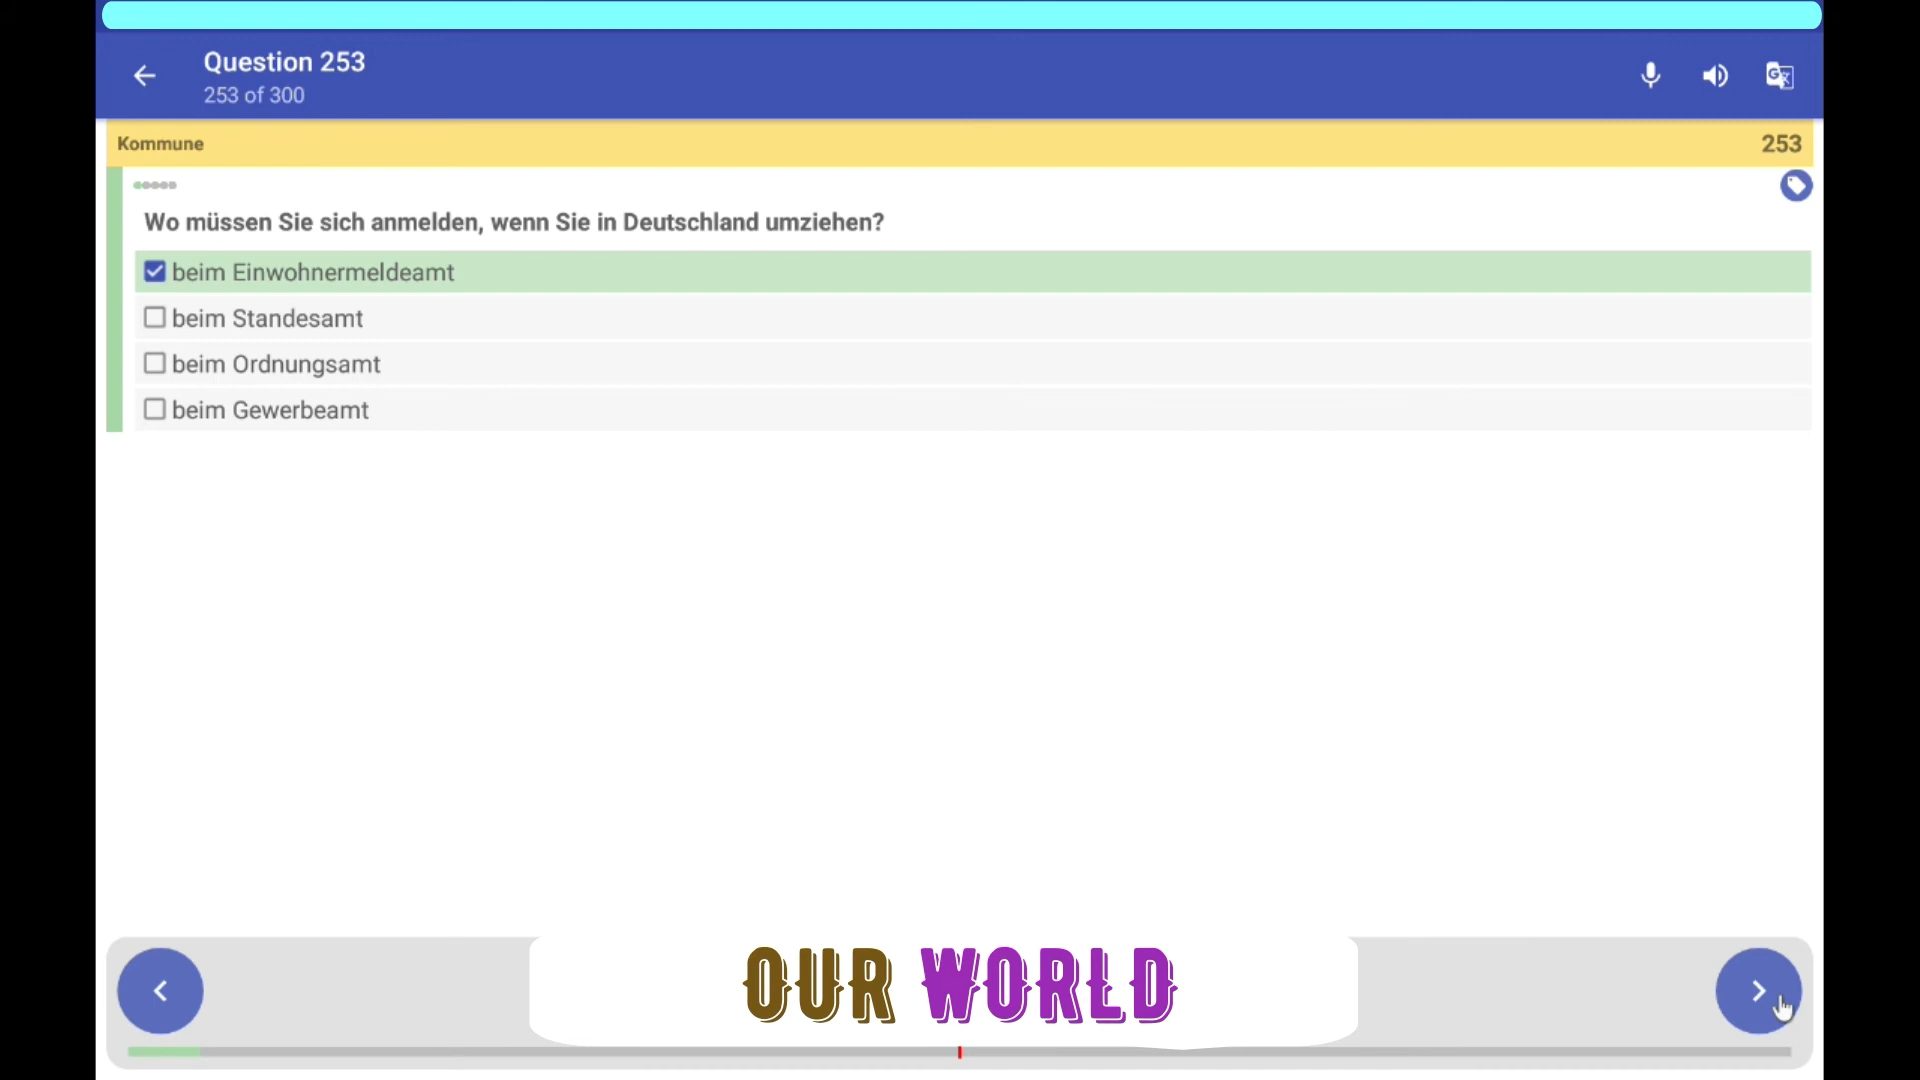 Question 253
253 of 300
Kommune
253
Wo müssen Sie sich anmelden, wenn Sie in Deutschland umziehen?
beim Einwohnermeldeamt
beim Standesamt
beim Ordnungsamt
beim Gewerbeamt
OUR WORLD